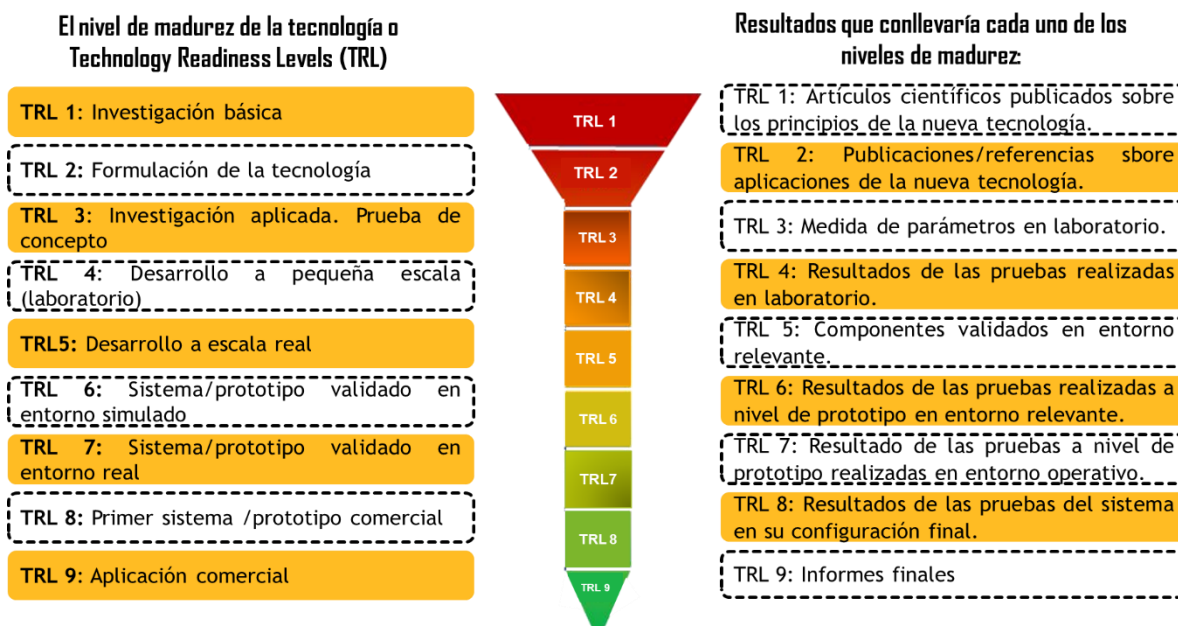 El nivel de madurez de la tecnología o
Technology Readiness Levels (TRL)
TRL 1: Investigación básica
TRL 2: Formulación de la tecnología
TRL 3: Investigación aplicada. Prueba de
concepto
TRL 4: Desarrollo a pequeña escala
(laboratorio)
TRL5: Desarrollo a escala real
TRL 6: Sistema/prototipo validado en
entorno simulado
TRL 7: Sistema/prototipo validado en
entorno real
TRL 8: Primer sistema /prototipo comercial
TRL 9: Aplicación comercial
TRL 1
TRL 2
TRL 3
TRL 4
TRL 5
TRL 6
TRL7
TRL 8
TRL 9
Resultados que conllevaría cada uno de los
niveles de madurez:
TRL 1: Artículos científicos publicados sobre
los principios de la nueva tecnología.
TRL 2: Publicaciones/referencias sbore
aplicaciones de la nueva tecnología.
TRL 3: Medida de parámetros en laboratorio.
TRL 4: Resultados de las pruebas realizadas
en laboratorio.
TRL 5: Componentes validados en entorno
relevante.
TRL 6: Resultados de las pruebas realizadas a
nivel de prototipo en entorno relevante.
TRL 7: Resultado de las pruebas a nivel de
prototipo realizadas en entorno operativo.
TRL 8: Resultados de las pruebas del sistema
en su configuración final.
TRL 9: Informes finales